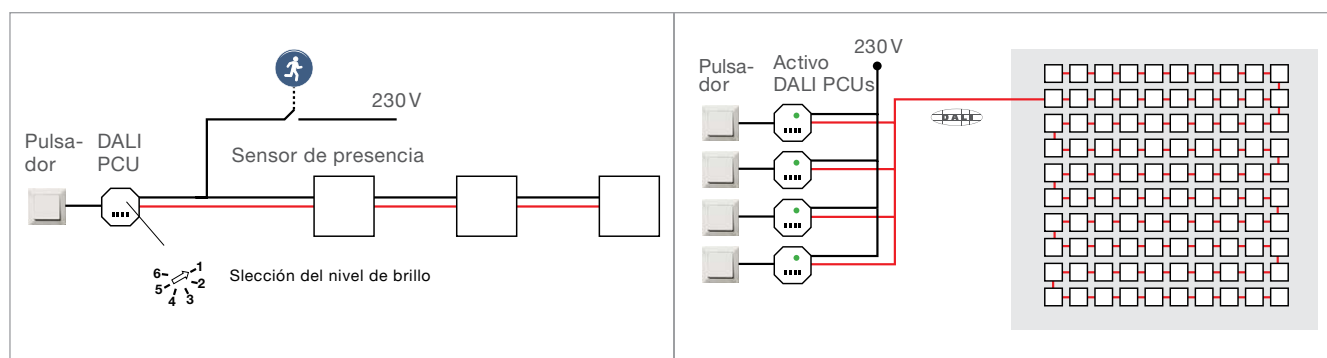 230 V
Pulsa-
dor
DALI
PCU
Sensor de presencia
1
2
3
4
5
6
Slección del nivel de brillo
Pulsa-
dor
Activo
DALI PCUs
230 V
DALI